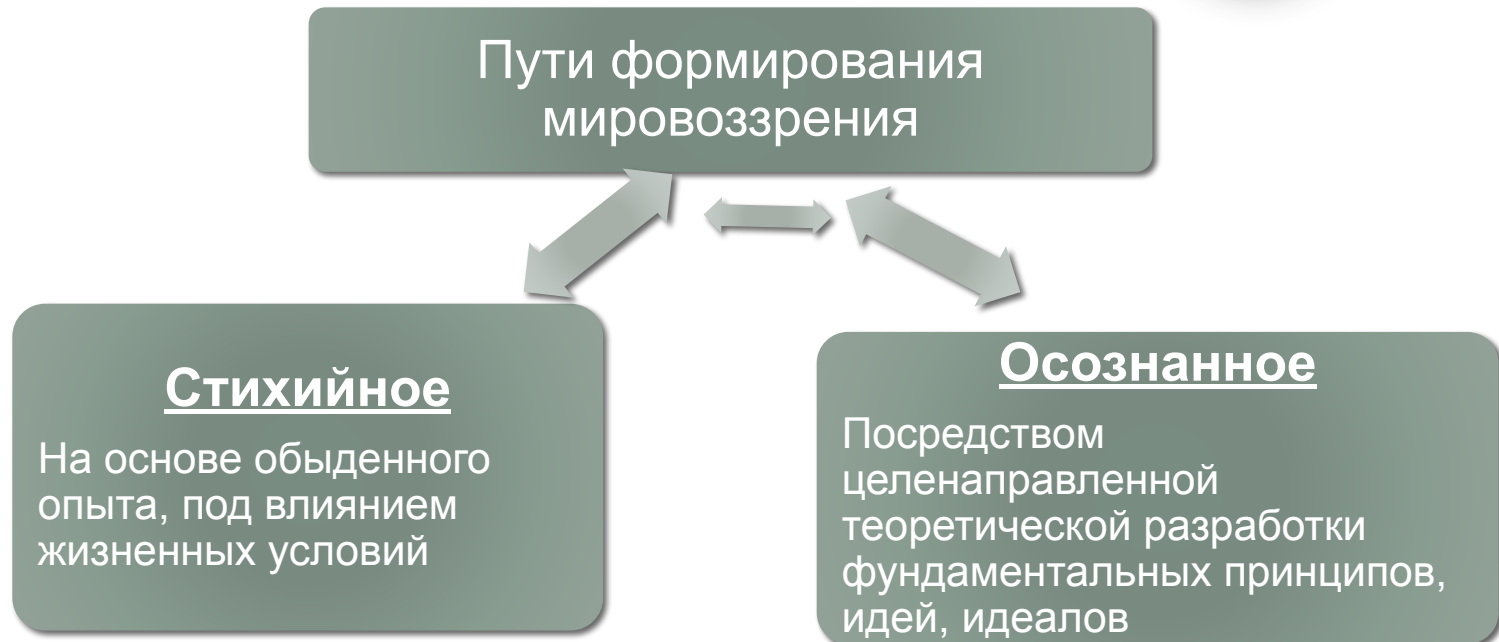 Пути формирования
мировоззрения
Стихийное
На основе обыденного
опыта, под влиянием
жизненных условий
Осознанное
Посредством
целенаправленной
теоретической разработки
фундаментальных принципов,
идей, идеалов